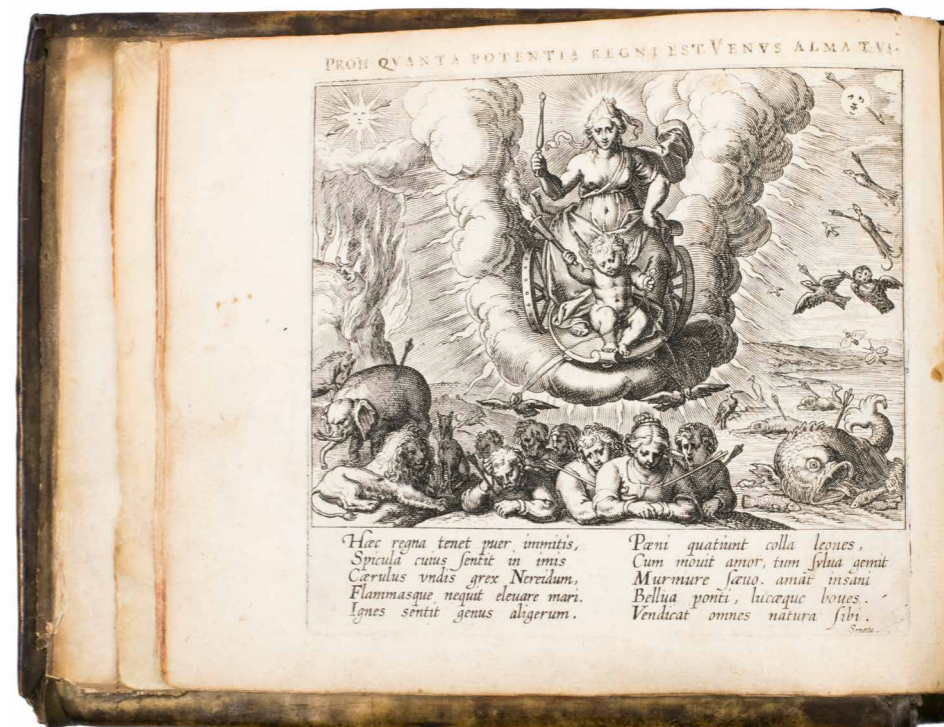 PROH QVANTA POTENTIA REGNI EST. VENVS ALMA TVI.
Hæc regna tenet puer immitis,
Spicula cuius sentit in imis
Cærulus vndis grex Nereidum,
Flammasque nequit eleuare mari.
Ignes sentit genus aligerum.
Pœni quatiunt colla leones,
Cum mouit amor, tum sylua gemit
Murmure sæuo. amat insani
Bellua ponti, lucæque boues.
Vendicat omnes natura sibi.
Seneca.